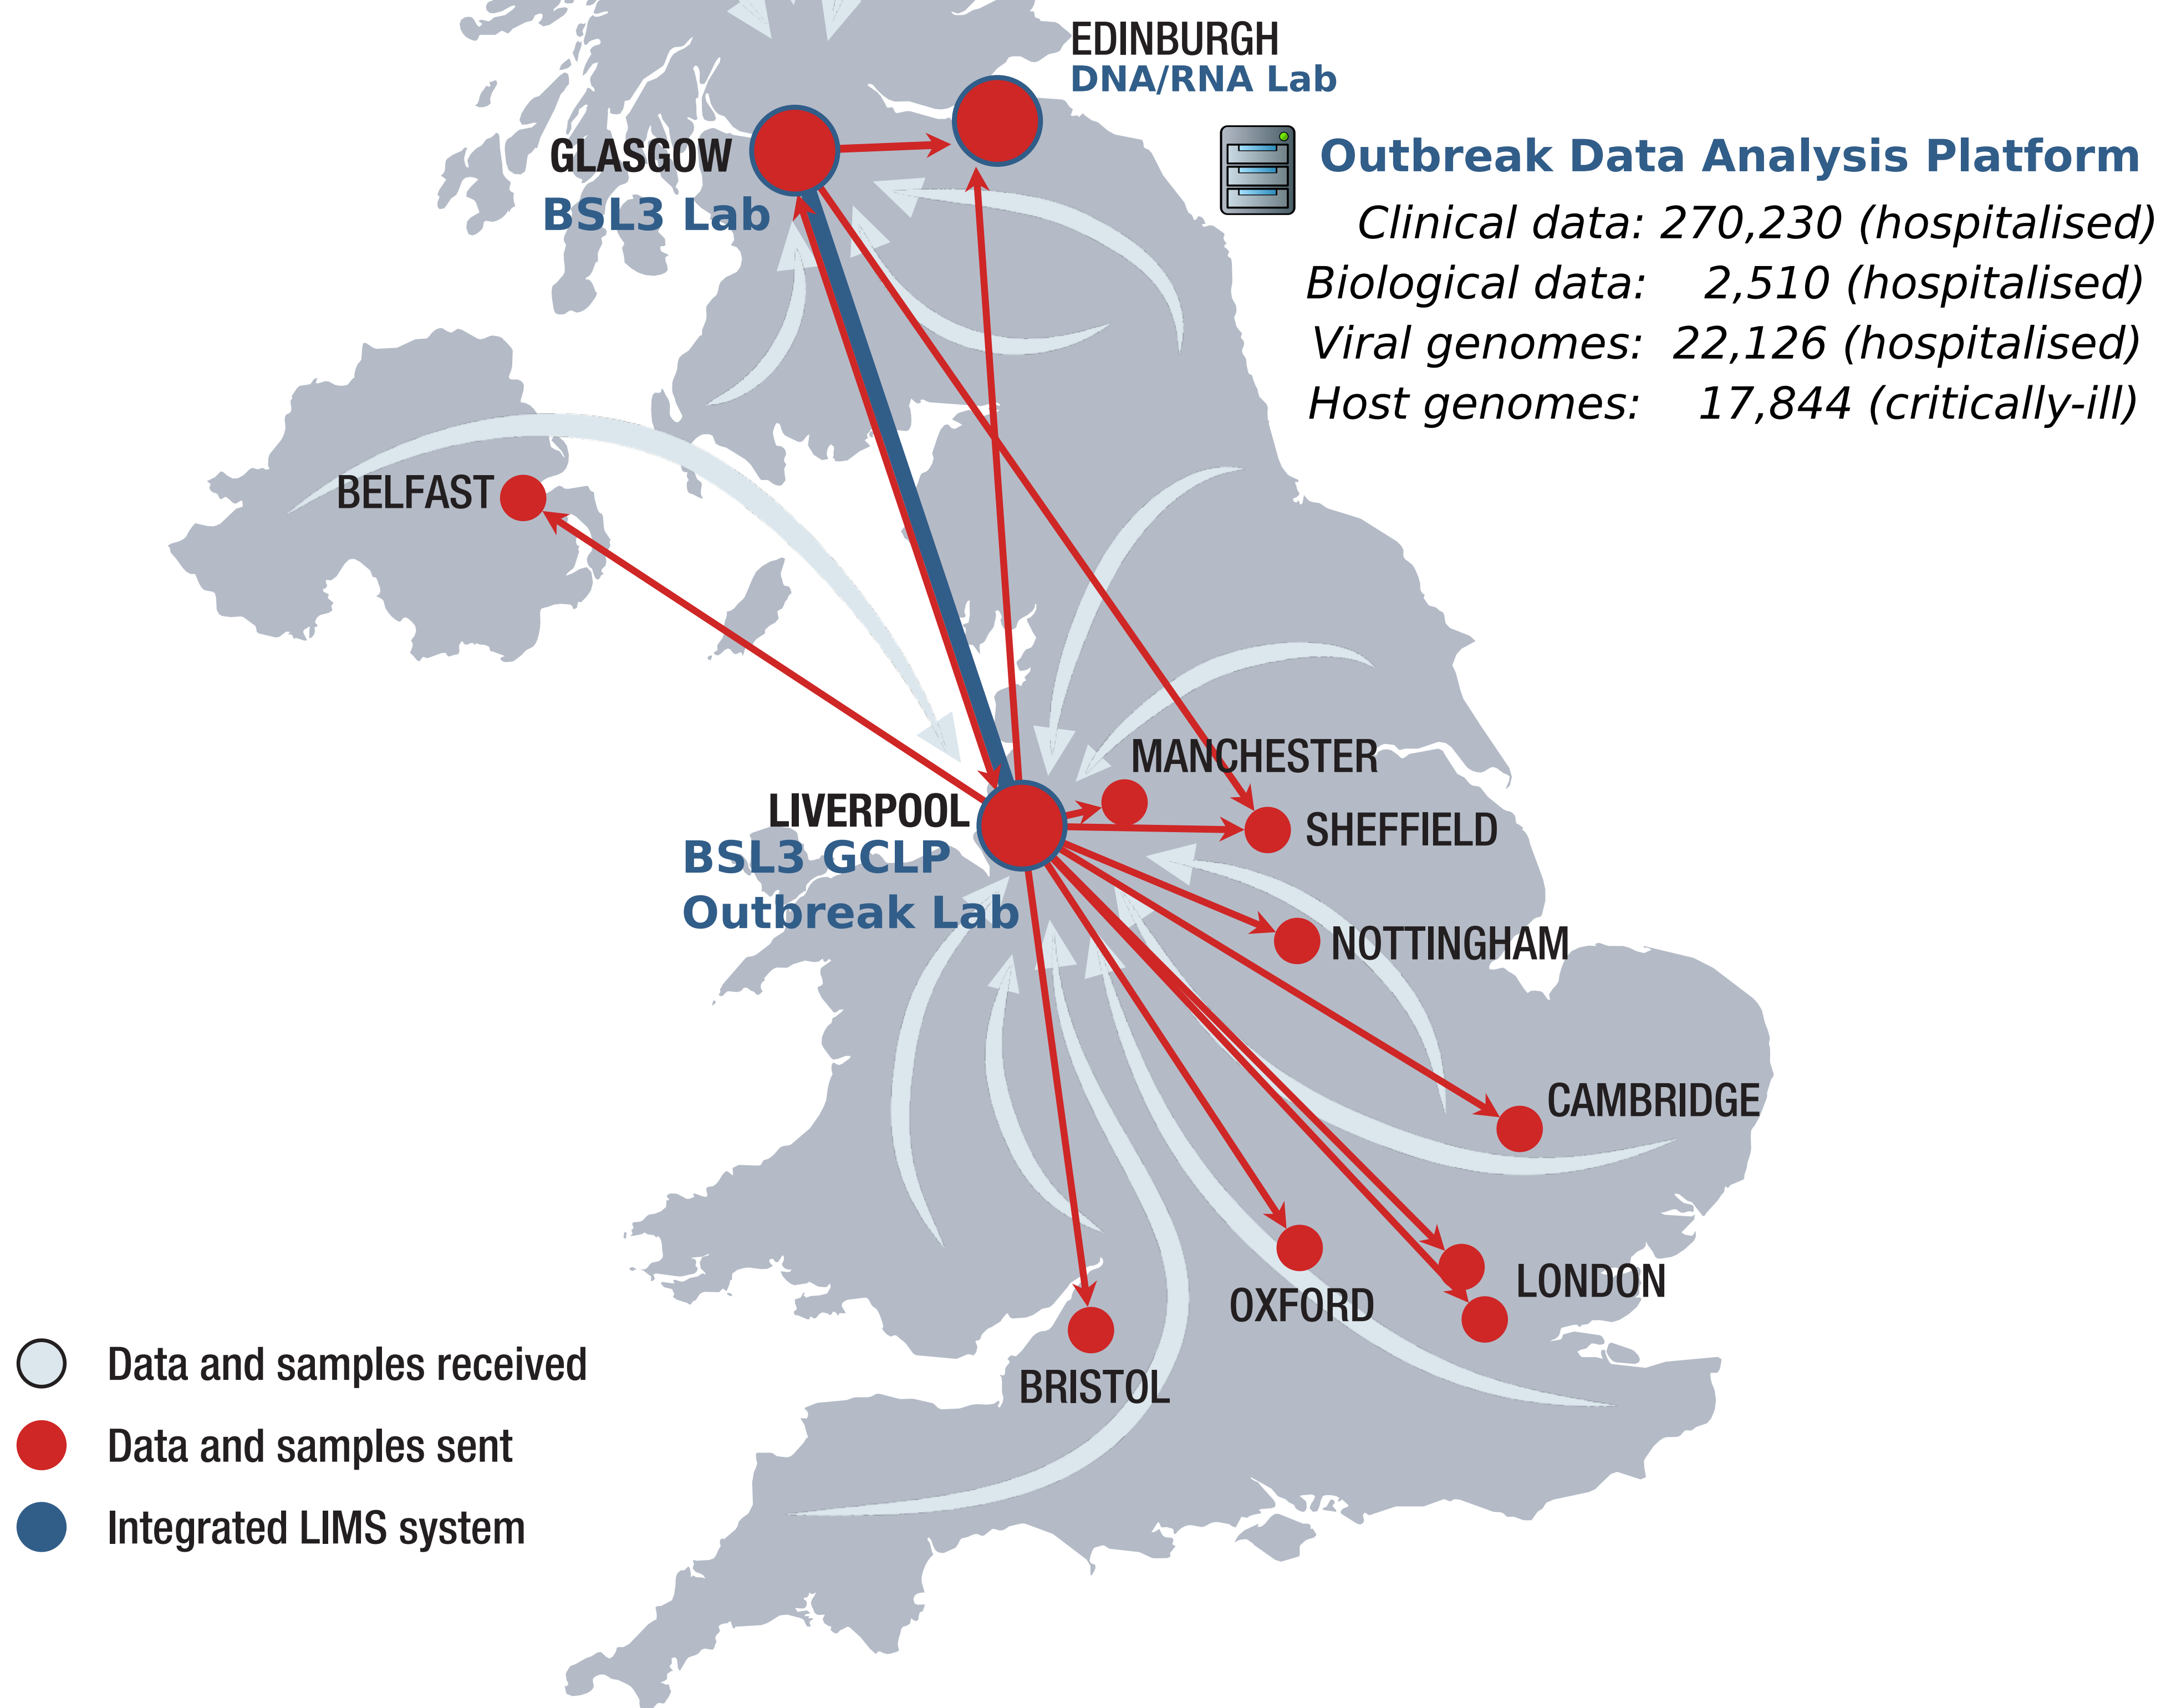 EDINBURGH
DNA/RNA Lab
GLASGOW
BSL3 Lab
Outbreak Data Analysis Platform
Clinical data: 270,230 (hospitalised)
Biological data: 2,510 (hospitalised)
Viral genomes: 22,126 (hospitalised)
Host genomes: 17,844 (critically-ill)
BELFAST
MANCHESTER
LIVERPOOL
BSL3 GCLP
Outbreak Lab
SHEFFIELD
NOTTINGHAM
CAMBRIDGE
LONDON
OXFORD
BRISTOL
Data and samples received
Data and samples sent
Integrated LIMS system